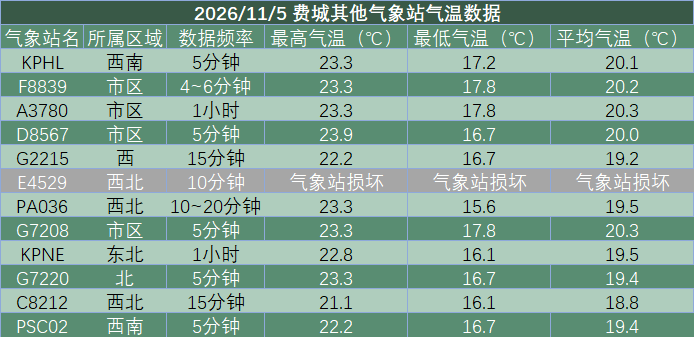 2026/11/5 费城其他气象站气温数据
气象站名 所属区域 数据频率 最高气温（℃） 最低气温（℃） 平均气温（℃）
KPHL 西南 5分钟 23.3 17.2 20.1
F8839 市区 4~6分钟 23.3 17.8 20.2
A3780 市区 1小时 23.3 17.8 20.3
D8567 市区 5分钟 23.9 16.7 20.0
G2215 西 15分钟 22.2 16.7 19.2
E4529 西北 10分钟 气象站损坏 气象站损坏 气象站损坏
PA036 西北 10~20分钟 23.3 15.6 19.5
G7208 市区 5分钟 23.3 17.8 20.3
KPNE 东北 1小时 22.8 16.1 19.5
G7220 北 5分钟 23.3 16.7 19.4
C8212 西北 15分钟 21.1 16.1 18.8
PSC02 西南 5分钟 22.2 16.7 19.4